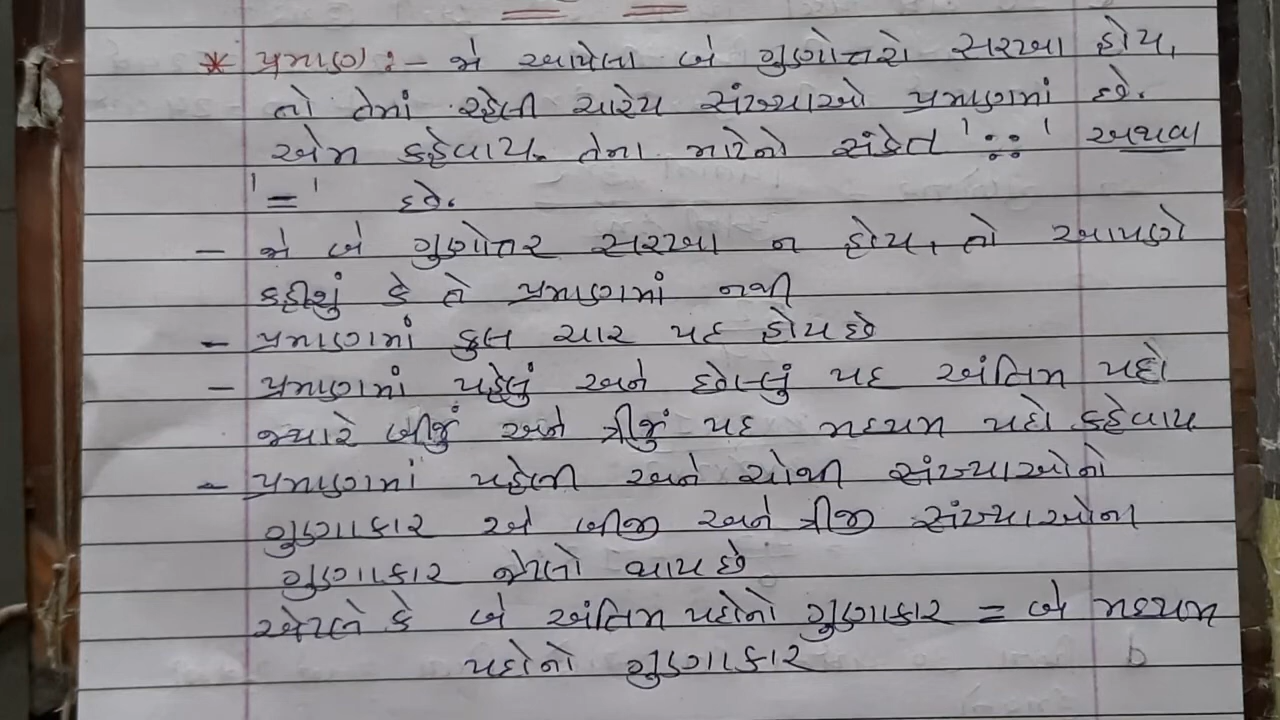 * પ્રમાણ :- જો આપેલા બે ગુણોત્તરો સરખા હોય,
તો તેનાં રહેલી ચારેય સંખ્યાઓ પ્રમાણમાં છે.
એમ કહેવાય. તેના માટેનો સંકેત '::' અથવા
'=' છે.
- જો બે ગુણોત્તર સરખા ન હોય, તો આપણે
કહીશું કે તે પ્રમાણમાં નથી
- પ્રમાણમાં કુલ ચાર પદ હોય છે
- પ્રમાણમાં પહેલું અને છેલ્લું પદ અંતિમ પદો
જ્યારે બીજું અને ત્રીજું પદ મધ્યમ પદો કહેવાય
- પ્રમાણમાં પહેલી અને ચોથી સંખ્યાઓનો
ગુણાકાર એ બીજી અને ત્રીજી સંખ્યાઓના
ગુણાકાર જેટલો થાય છે
એટલે કે બે અંતિમ પદોનો ગુણાકાર = બે મધ્યમ
પદોનો ગુણાકાર